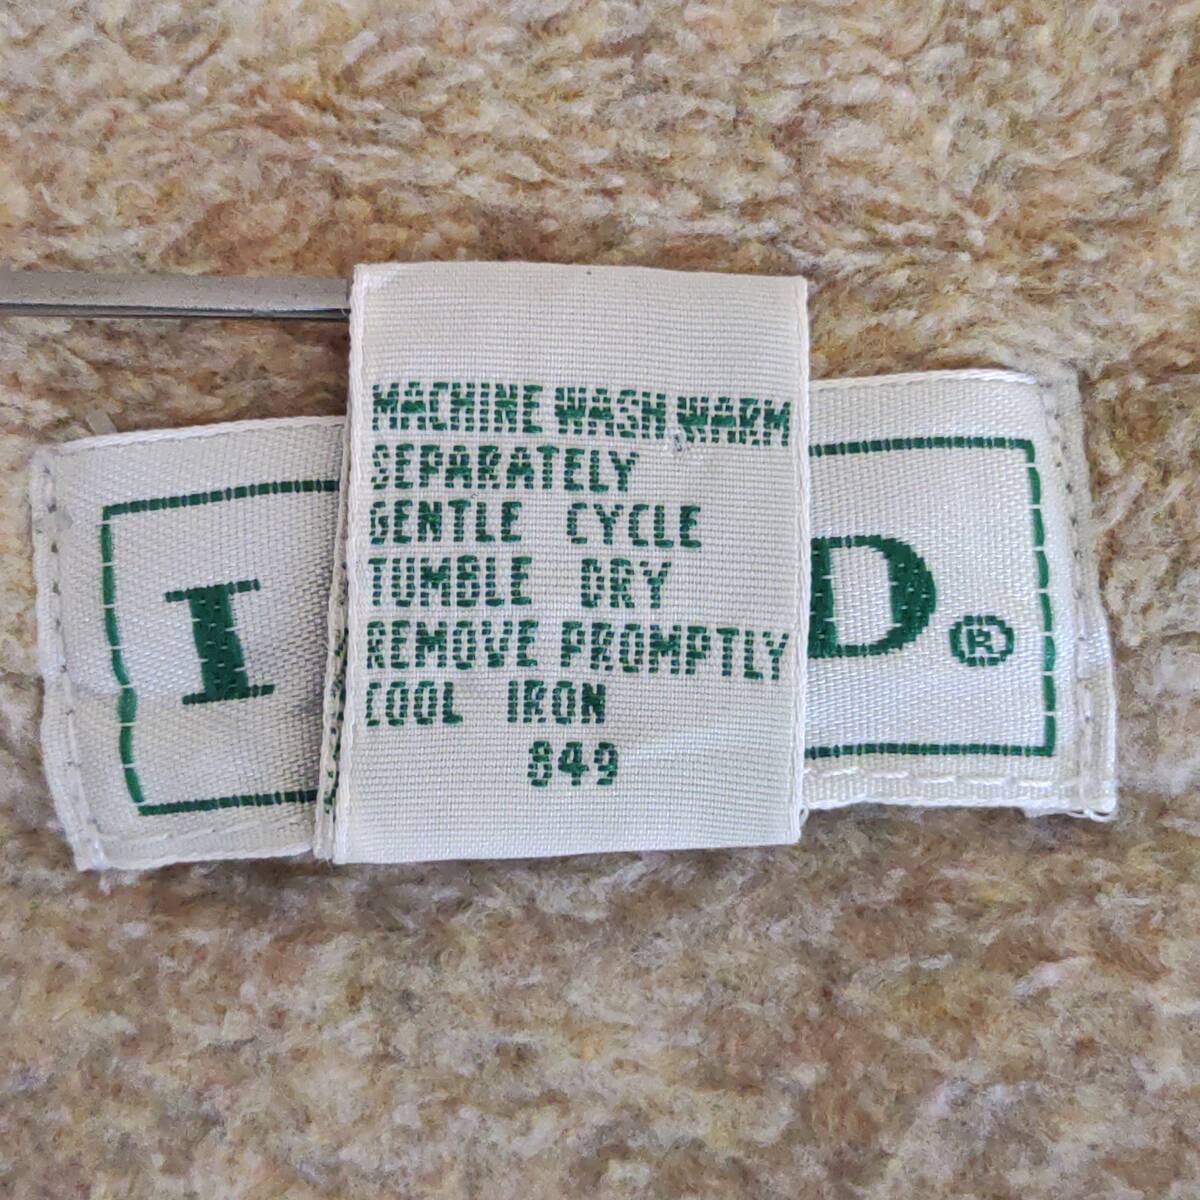 MACHINE WASH WARM
SEPARATELY
GENTLE CYCLE
TUMBLE DRY
REMOVE PROMPTLY
COOL IRON
849
I D.®